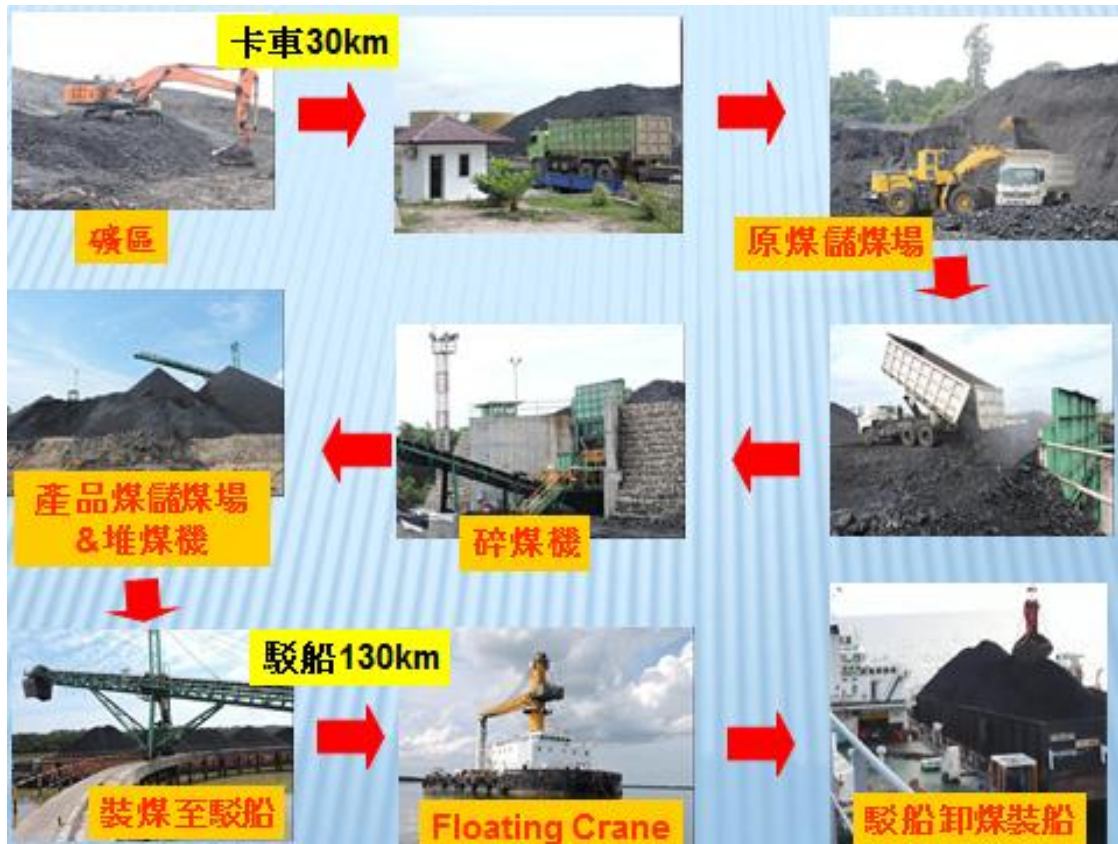 卡車30km
礦區
原煤儲煤場
產品煤儲煤場
&堆煤機
碎煤機
駁船130km
裝煤至駁船
Floating Crane
駁船卸煤裝船